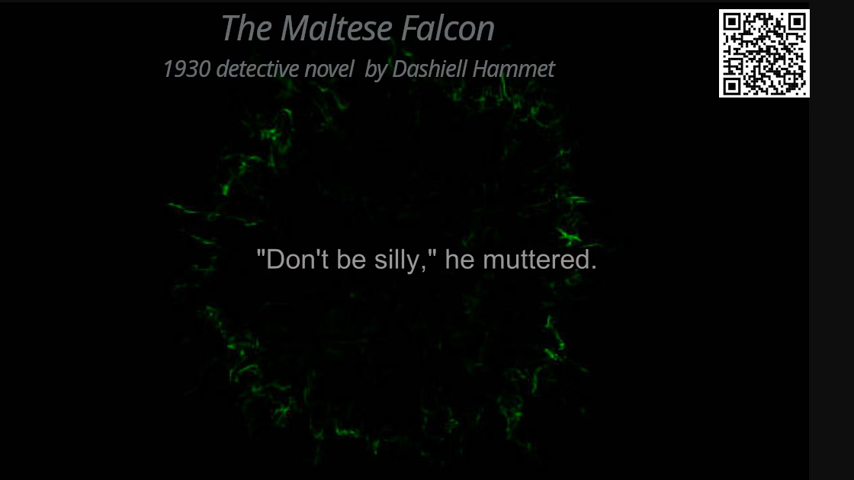 The Maltese Falcon
1930 detective novel by Dashiell Hammet
"Don't be silly," he muttered.